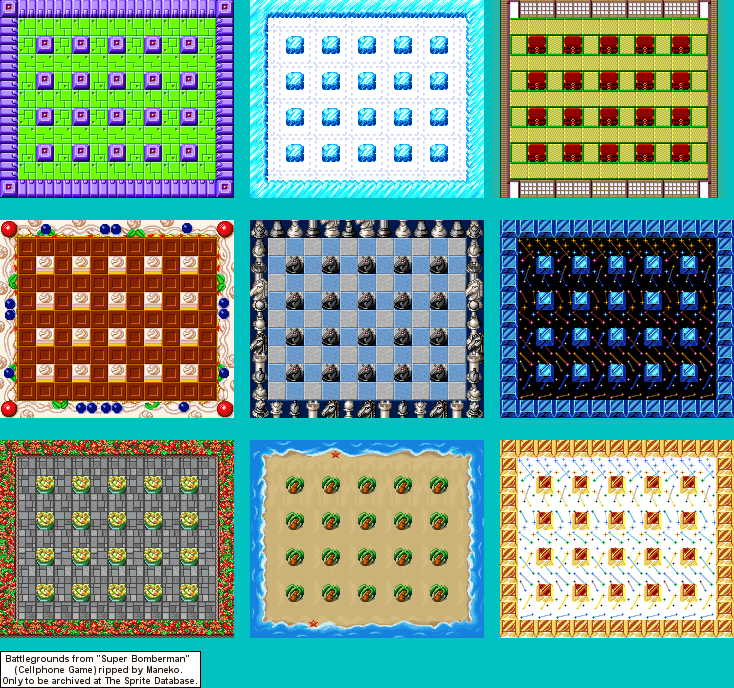 Battlegrounds from "Super Bomberman"
(Cellphone Game) ripped by Maneko.
Only to be archived at The Sprite Database.